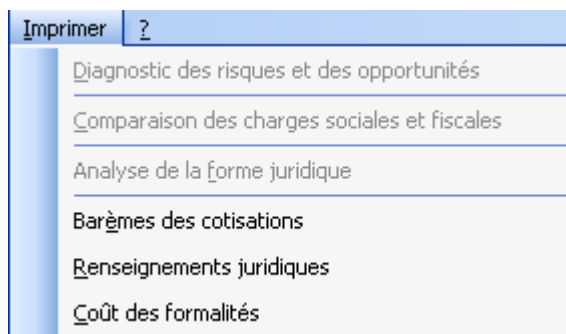 Imprimer ?
Diagnostic des risques et des opportunités
Comparaison des charges sociales et fiscales
Analyse de la forme juridique
Barèmes des cotisations
Renseignements juridiques
Coût des formalités